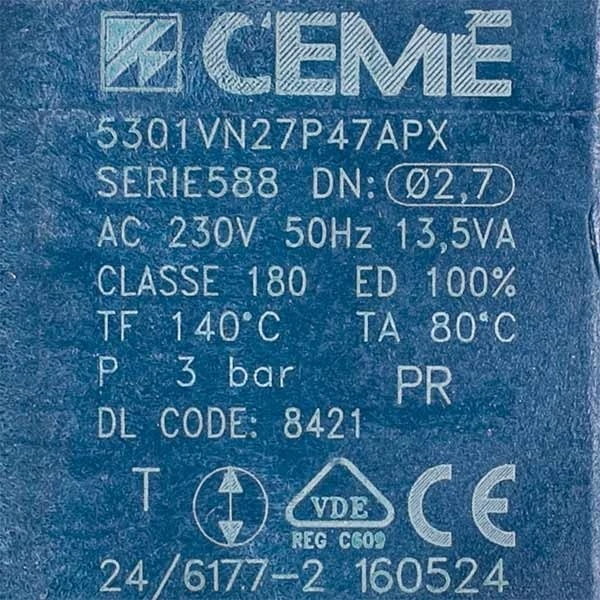 CEME
5301VN27P47APX
SERIE588 DN: Ø2,7
AC 230V 50Hz 13,5VA
CLASSE 180 ED 100%
TF 140°C TA 80°C
P 3 bar PR
DL CODE: 8421
T VDE CE
REG C609
24/6177-2 160524